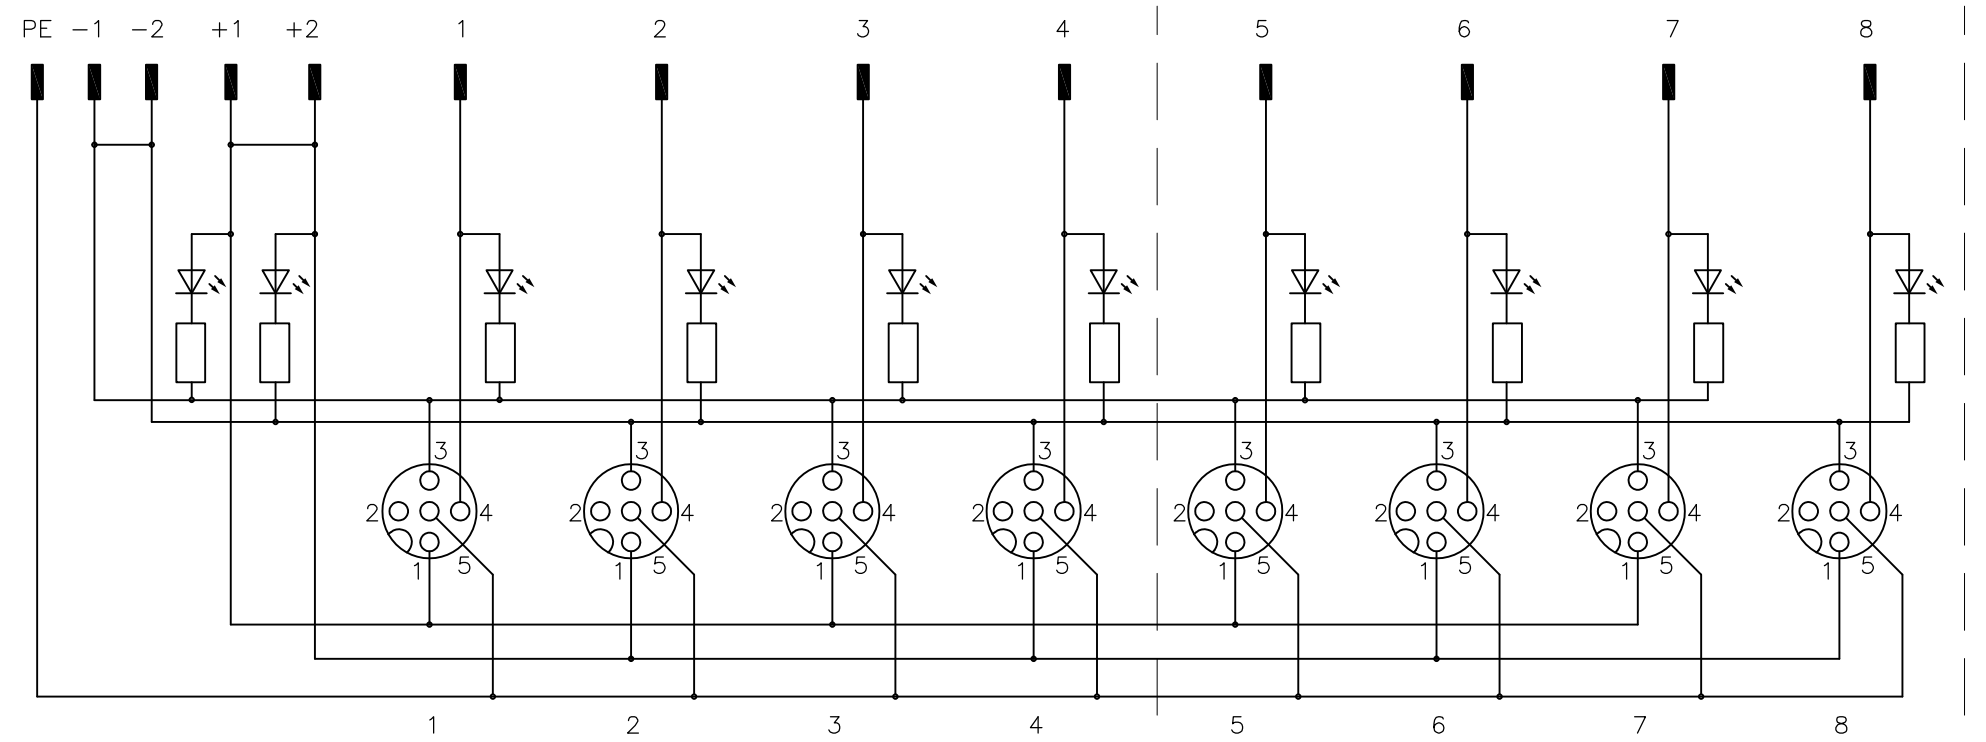 PE -1 -2 +1 +2 1 2 3 4 5 6 7 8
3 3 3 3 3 3 3 3
2 4 2 4 2 4 2 4 2 4 2 4 2 4 2 4
1 5 1 5 1 5 1 5 1 5 1 5 1 5 1 5
1 2 3 4 5 6 7 8